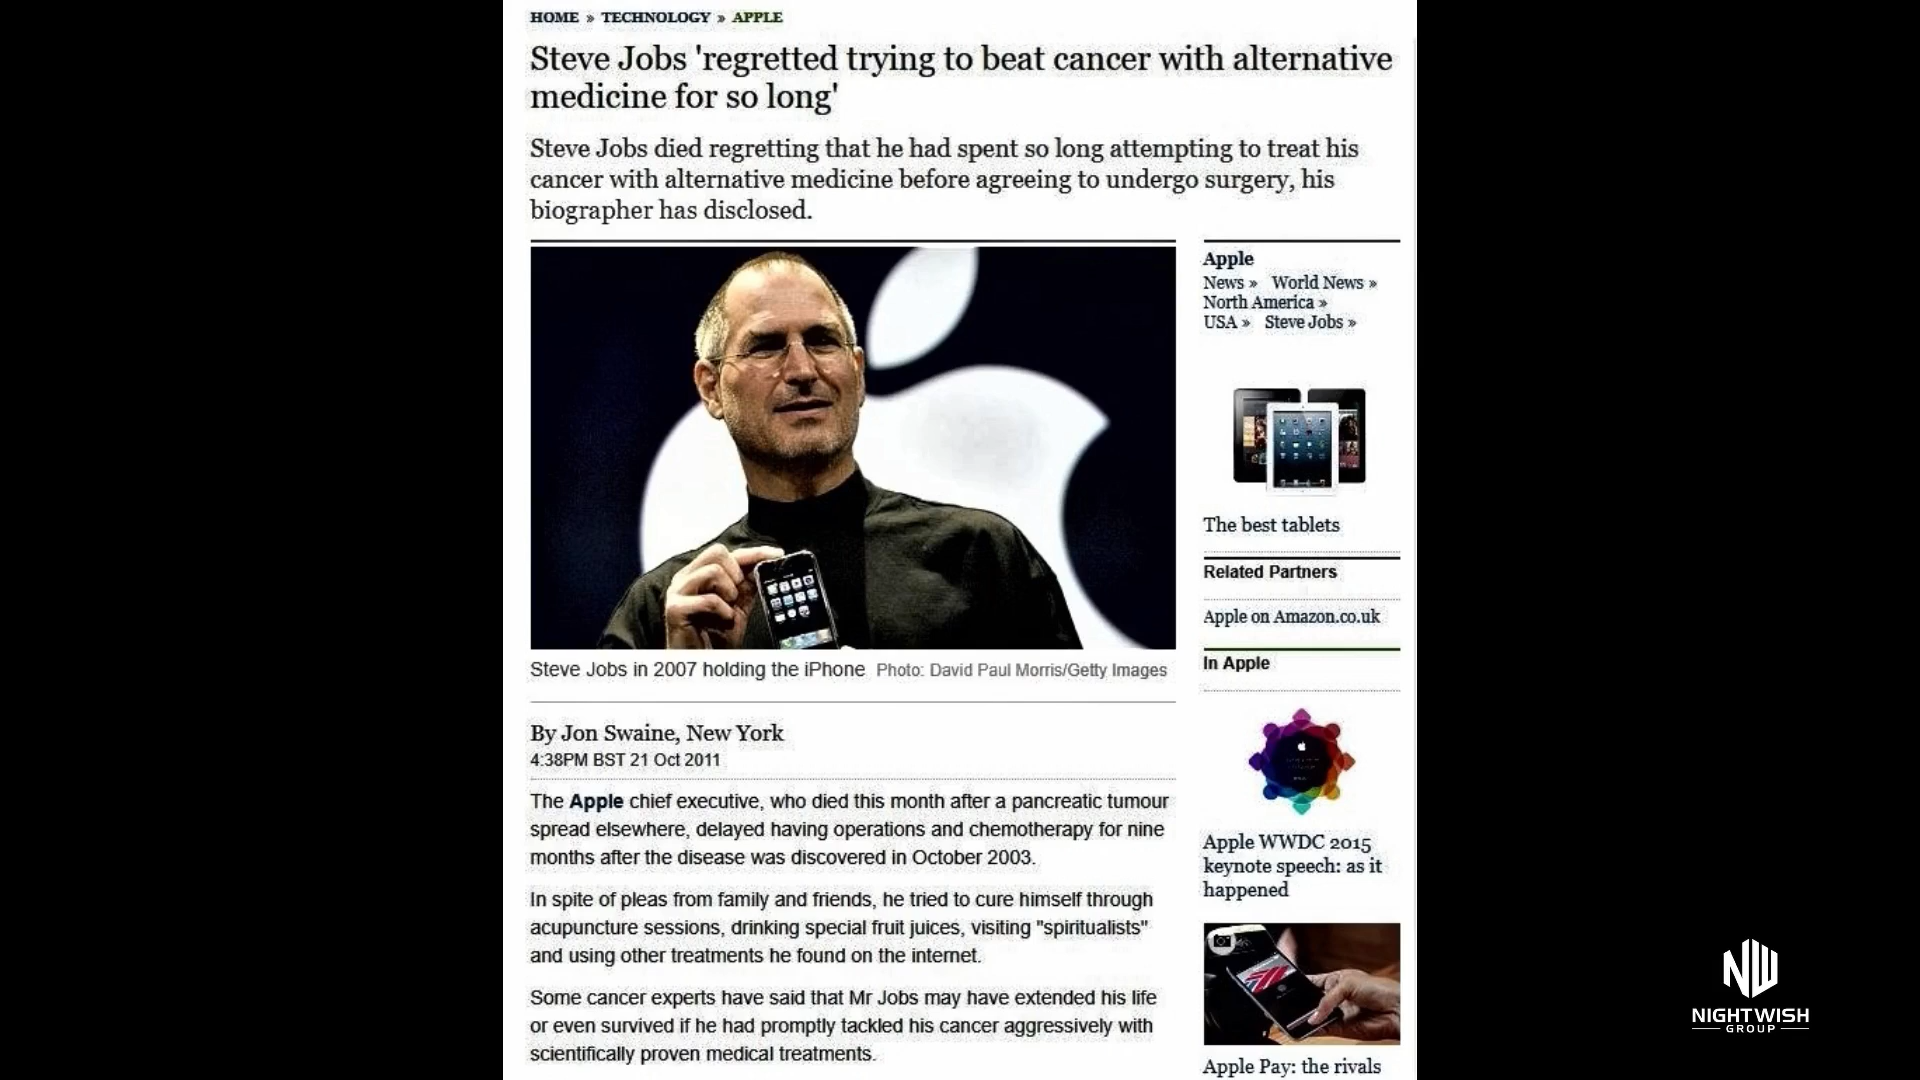 HOME » TECHNOLOGY » APPLE
Steve Jobs 'regretted trying to beat cancer with alternative
medicine for so long'
Steve Jobs died regretting that he had spent so long attempting to treat his
cancer with alternative medicine before agreeing to undergo surgery, his
biographer has disclosed.
Steve Jobs in 2007 holding the iPhone Photo: David Paul Morris/Getty Images
By Jon Swaine, New York
4:38PM BST 21 Oct 2011
The Apple chief executive, who died this month after a pancreatic tumour
spread elsewhere, delayed having operations and chemotherapy for nine
months after the disease was discovered in October 2003.
In spite of pleas from family and friends, he tried to cure himself through
acupuncture sessions, drinking special fruit juices, visiting "spiritualists"
and using other treatments he found on the internet.
Some cancer experts have said that Mr Jobs may have extended his life
or even survived if he had promptly tackled his cancer aggressively with
scientifically proven medical treatments.
Apple
News » World News »
North America »
USA » Steve Jobs »
The best tablets
Related Partners
Apple on Amazon.co.uk
In Apple
Apple WWDC 2015
keynote speech: as it
happened
Apple Pay: the rivals
NW
NIGHTWISH
GROUP